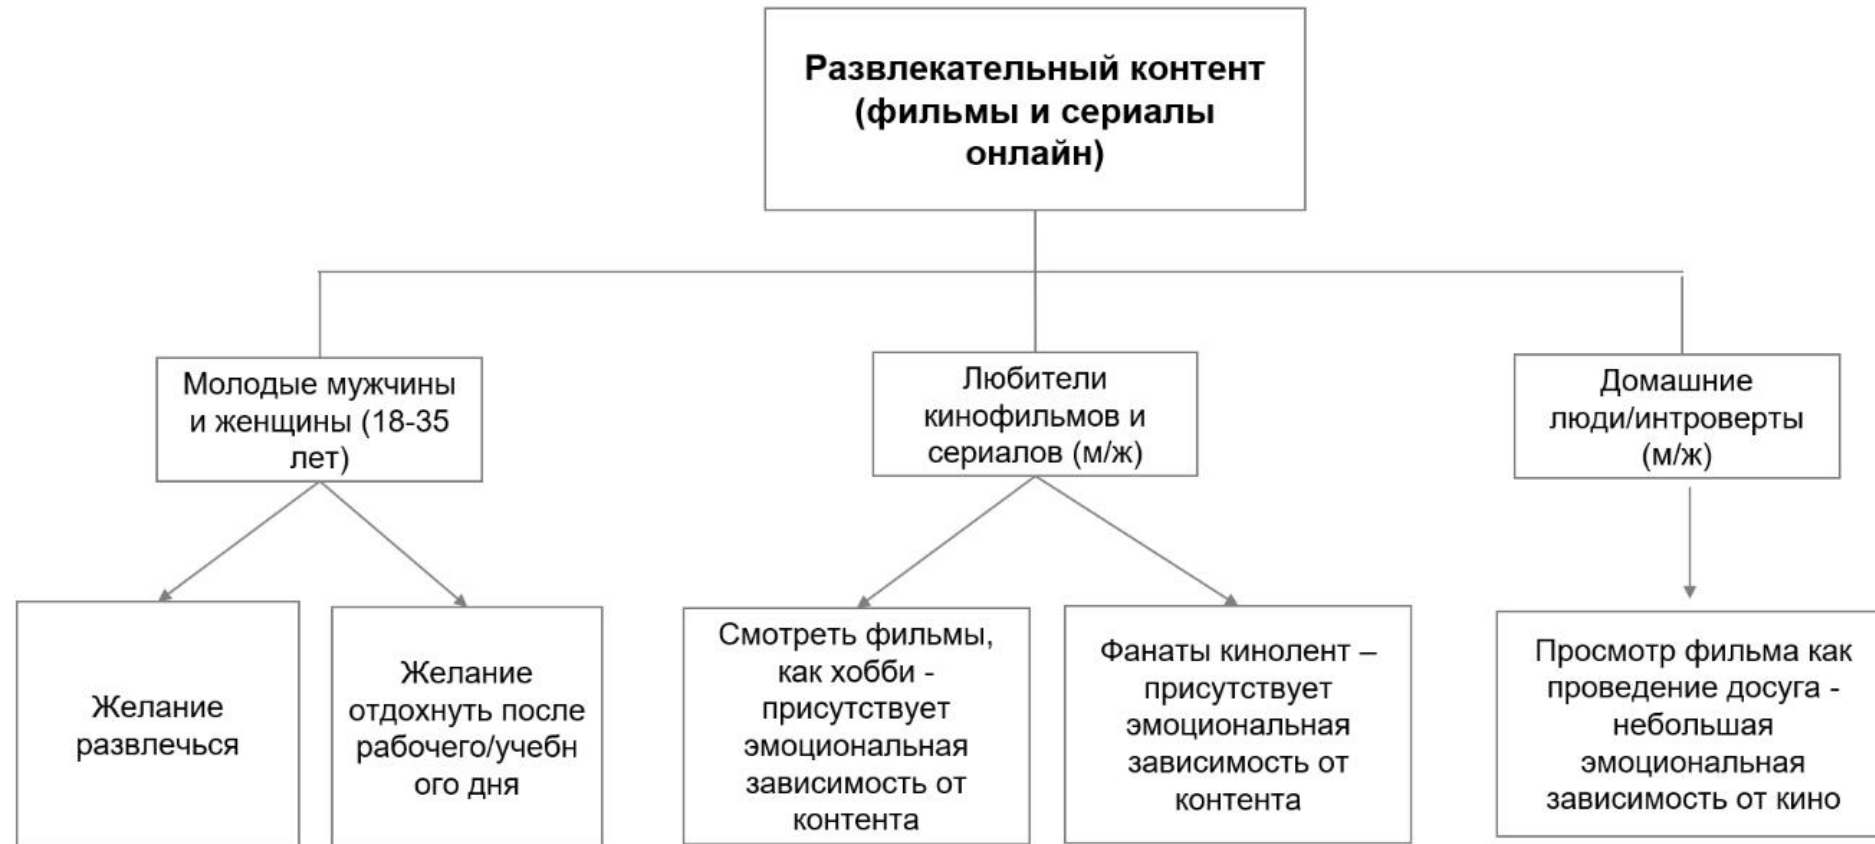 Развлекательный контент
(фильмы и сериалы
онлайн)
Молодые мужчины
и женщины (18-35
лет)
Любители
кинофильмов и
сериалов (м/ж)
Домашние
люди/интроверты
(м/ж)
Желание
развлечься
Желание
отдохнуть после
рабочего/учебн
ого дня
Смотреть фильмы,
как хобби -
присутствует
эмоциональная
зависимость от
контента
Фанаты кинолент –
присутствует
эмоциональная
зависимость от
контента
Просмотр фильма как
проведение досуга -
небольшая
эмоциональная
зависимость от кино